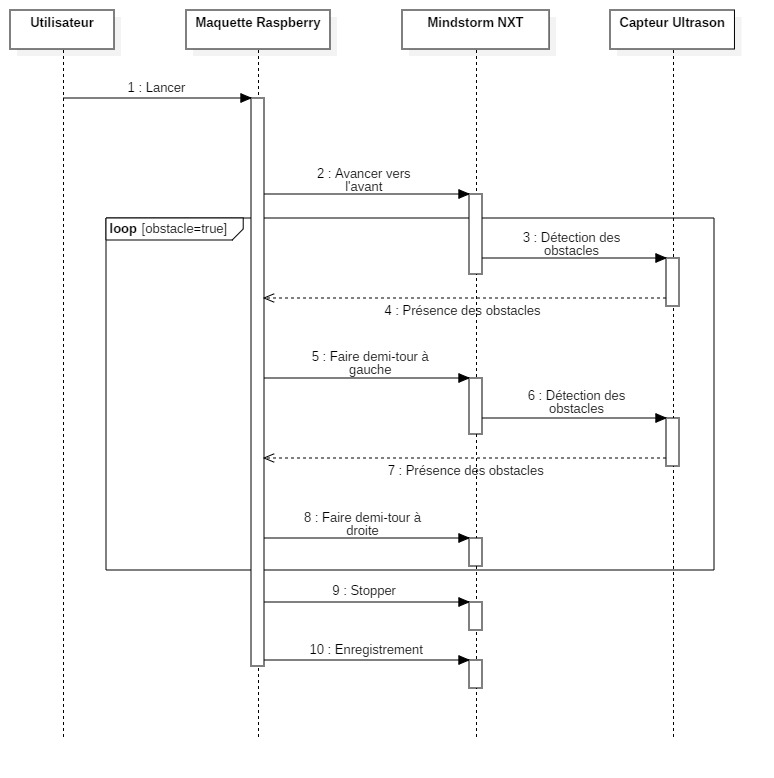 Utilisateur
Maquette Raspberry
Mindstorm NXT
Capteur Ultrason
1 : Lancer
2 : Avancer vers
l'avant
loop [obstacle=true]
3 : Détection des
obstacles
4 : Présence des obstacles
5 : Faire demi-tour à
gauche
6 : Détection des
obstacles
7 : Présence des obstacles
8 : Faire demi-tour à
droite
9 : Stopper
10 : Enregistrement